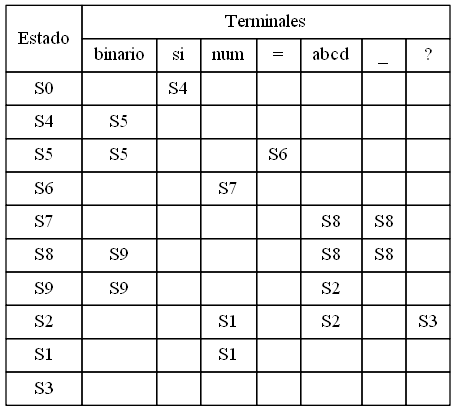 Estado Terminales
binario si num = abcd _ ?
S0 S4
S4 S5
S5 S5 S6
S6 S7
S7 S8 S8
S8 S9 S8 S8
S9 S9 S2
S2 S1 S2 S3
S1 S1
S3